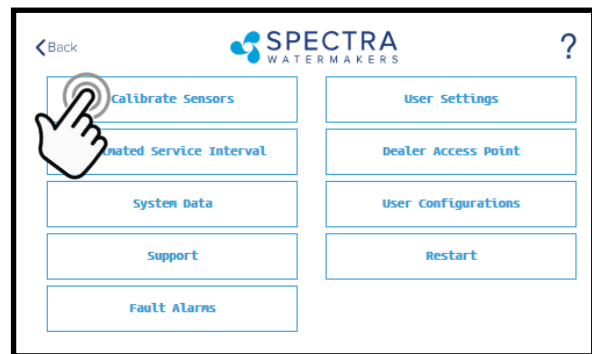 Back
SPECTRA
WATERMAKERS
?
Calibrate Sensors
User Settings
Service Interval
Dealer Access Point
System Data
User Configurations
Support
Restart
Fault Alarms